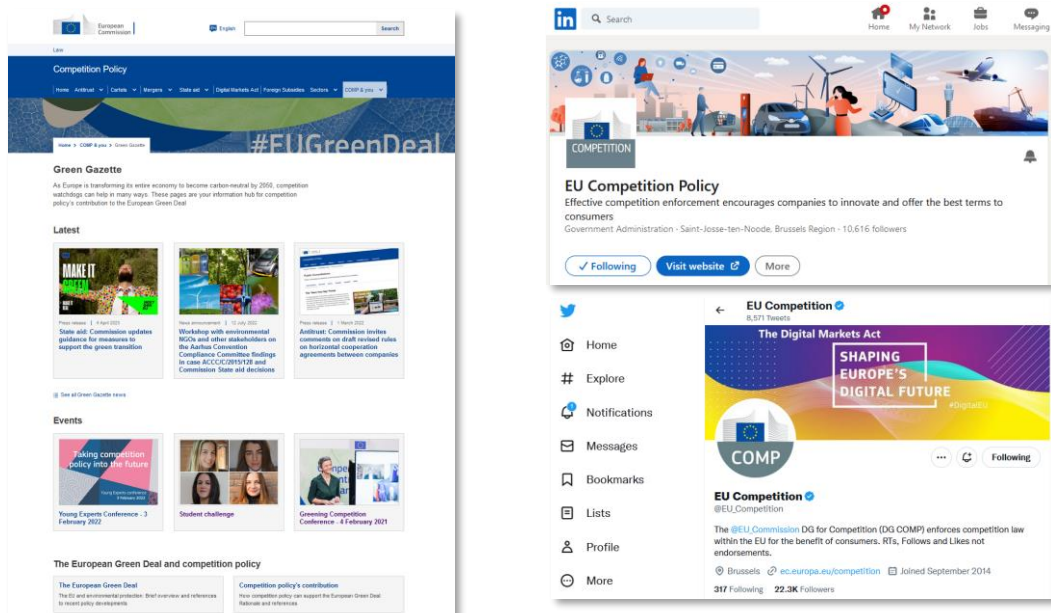 European
Commission
English
Search
Law
Competition Policy
Home Antitrust Cartels Mergers State aid Digital Markets Act Foreign Subsidies Sectors COMP & you
#EUGreenDeal
Home > COMP & you > Green Gazette
Green Gazette
As Europe is transforming its entire economy to become carbon-neutral by 2050, competition
watchdogs can help in many ways. These pages are your information hub for competition
policy's contribution to the European Green Deal
Latest
MAKE IT
GREEN
Press release | 4 April 2023
State aid: Commission updates
guidance for measures to
support the green transition
News announcement | 12 July 2022
Workshop with environmental
NGOs and other stakeholders on
the Aarhus Convention
Compliance Committee findings
in case ACCC/C/2015/128 and
Commission State aid decisions
Press release | 1 March 2022
Antitrust: Commission invites
comments on draft revised rules
on horizontal cooperation
agreements between companies
See all Green Gazette news
Events
Taking competition
policy into the future
Young Experts conference
Young Experts Conference - 3
February 2022
Student challenge
Greening Competition
Conference - 4 February 2021
The European Green Deal and competition policy
The European Green Deal
The EU and environmental protection: Brief overview and references
to recent policy developments
Competition policy's contribution
How competition policy can support the European Green Deal
Rationale and references
in
Search
Home
My Network
Jobs
Messaging
COMPETITION
EU Competition Policy
Effective competition enforcement encourages companies to innovate and offer the best terms to
consumers
Government Administration · Saint-Josse-ten-Noode, Brussels Region · 10,616 followers
✓ Following
Visit website
More
Home
Explore
Notifications
Messages
Bookmarks
Lists
Profile
More
EU Competition
8,571 Tweets
The Digital Markets Act
SHAPING
EUROPE'S
DIGITAL FUTURE
#DigitalEU
COMP
Following
EU Competition
@EU_Competition
The @EU_Commission DG for Competition (DG COMP) enforces competition law
within the EU for the benefit of consumers. RTs, Follows and Likes not
endorsements.
Brussels ec.europa.eu/competition Joined September 2014
317 Following 22.3K Followers